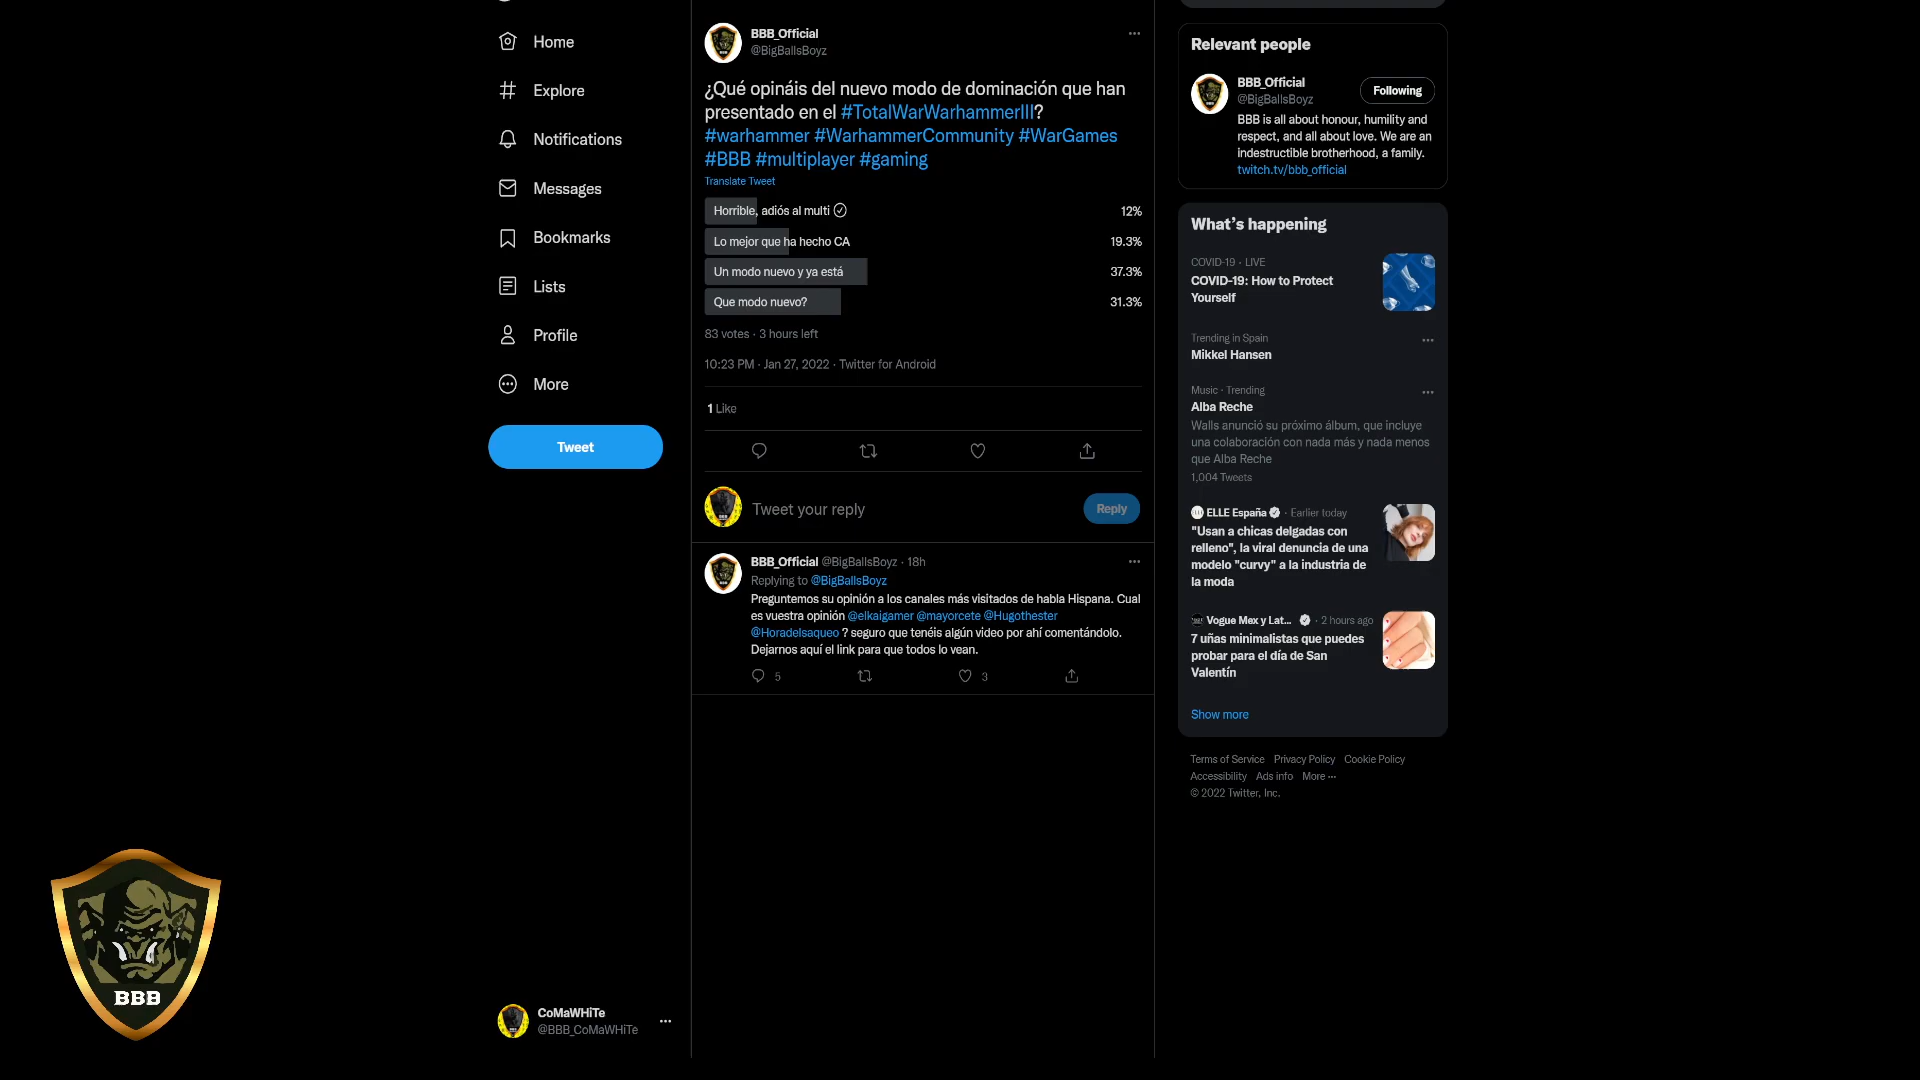 Home
Explore
Notifications
Messages
Bookmarks
Lists
Profile
More
Tweet
CoMaWHiTe
@BBB_CoMaWHiTe
BBB
BBB_Official
@BigBallsBoyz
¿Qué opináis del nuevo modo de dominación que han
presentado en el #TotalWarWarhammerIII?
#warhammer #WarhammerCommunity #WarGames
#BBB #multiplayer #gaming
Translate Tweet
Horrible, adiós al multi 12%
Lo mejor que ha hecho CA 19.3%
Un modo nuevo y ya está 37.3%
Que modo nuevo? 31.3%
83 votes · 3 hours left
10:23 PM · Jan 27, 2022 · Twitter for Android
1 Like
Tweet your reply
Reply
BBB_Official @BigBallsBoyz · 18h
Replying to @BigBallsBoyz
Preguntemos su opinión a los canales más visitados de habla Hispana. Cual
es vuestra opinión @elkaigamer @mayorcete @Hugothester
@Horadelsaqueo ? seguro que tenéis algún video por ahí comentándolo.
Dejarnos aquí el link para que todos lo vean.
5 3
Relevant people
BBB_Official
@BigBallsBoyz
Following
BBB is all about honour, humility and
respect, and all about love. We are an
indestructible brotherhood, a family.
twitch.tv/bbb_official
What's happening
COVID-19 · LIVE
COVID-19: How to Protect
Yourself
Trending in Spain
Mikkel Hansen
Music · Trending
Alba Reche
Walls anunció su próximo álbum, que incluye
una colaboración con nada más y nada menos
que Alba Reche
1,004 Tweets
ELLE España · Earlier today
"Usan a chicas delgadas con
relleno", la viral denuncia de una
modelo "curvy" a la industria de
la moda
Vogue Mex y Lat... · 2 hours ago
7 uñas minimalistas que puedes
probar para el día de San
Valentín
Show more
Terms of Service Privacy Policy Cookie Policy
Accessibility Ads info More ···
© 2022 Twitter, Inc.